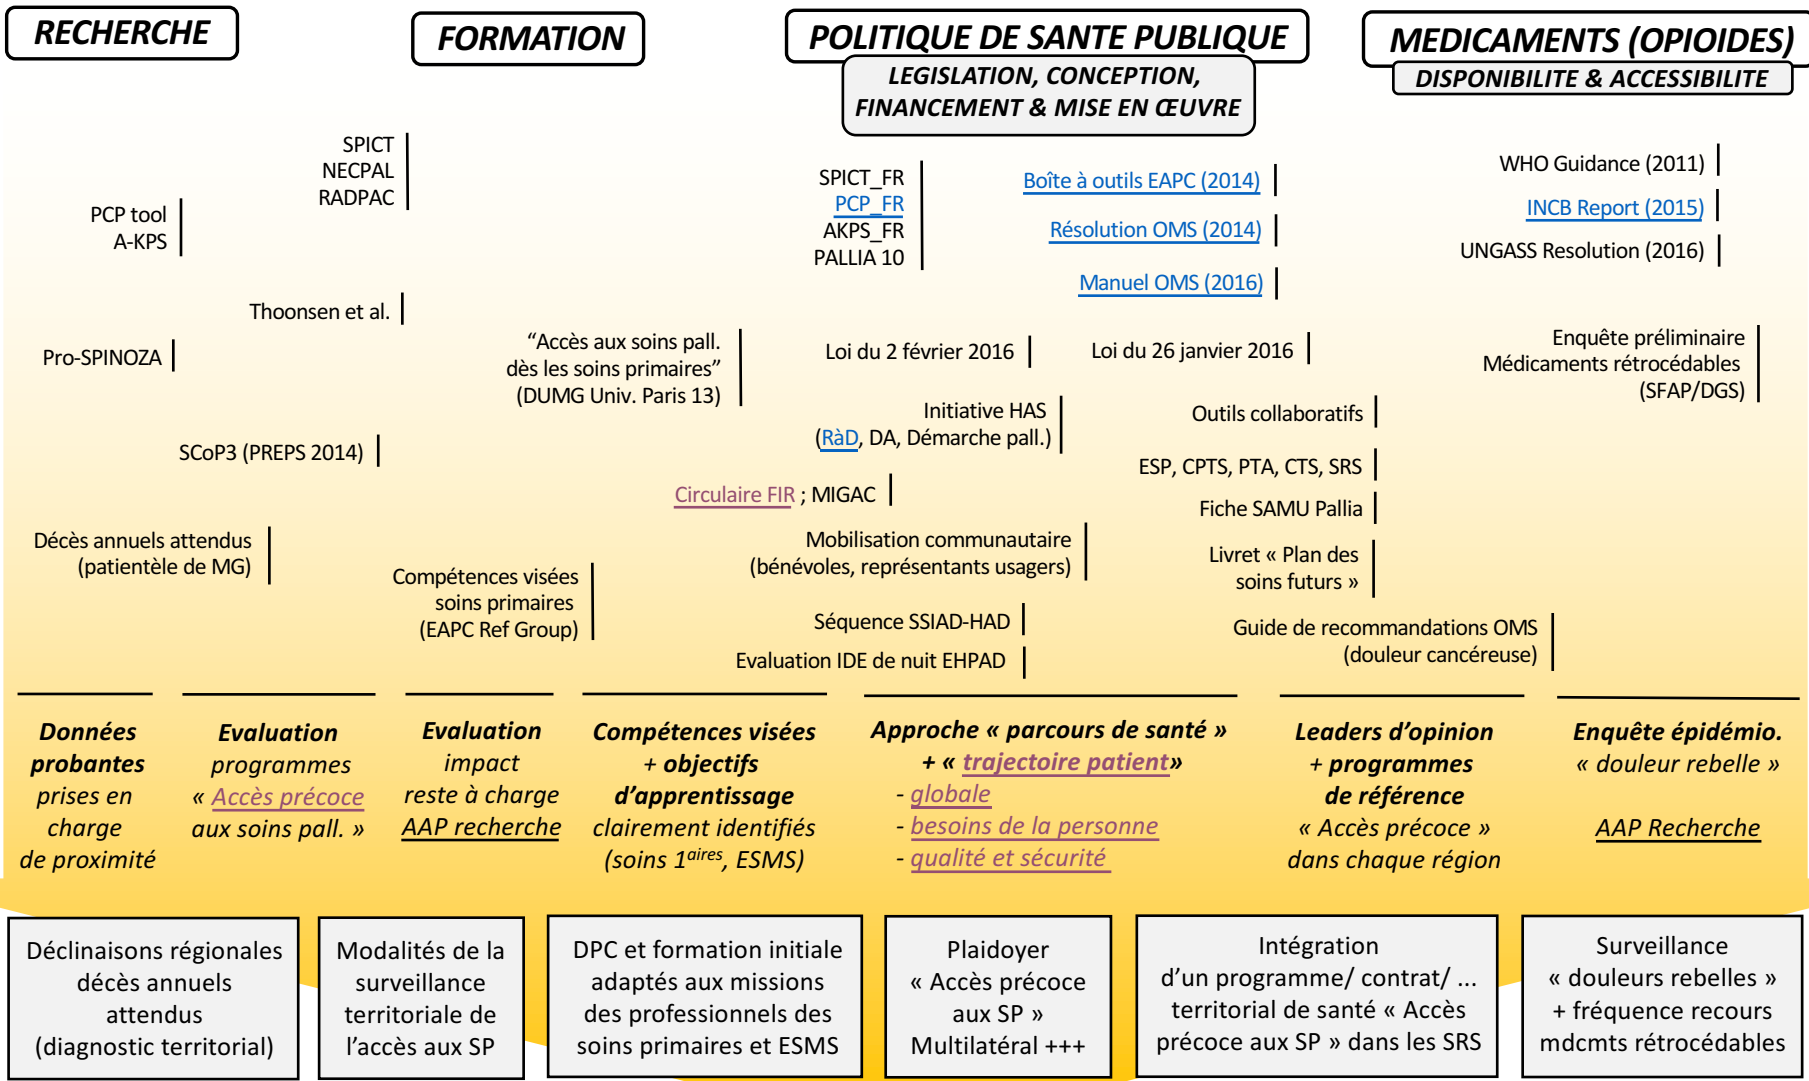 RECHERCHE
FORMATION
POLITIQUE DE SANTE PUBLIQUE
LEGISLATION, CONCEPTION,
FINANCEMENT & MISE EN ŒUVRE
MEDICAMENTS (OPIOIDES)
DISPONIBILITE & ACCESSIBILITE
SPICT
NECPAL
RADPAC
PCP tool
A-KPS
Thoonsen et al.
Pro-SPINOZA
SCoP3 (PREPS 2014)
Décès annuels attendus
(patientèle de MG)
“Accès aux soins pall.
dès les soins primaires”
(DUMG Univ. Paris 13)
Compétences visées
soins primaires
(EAPC Ref Group)
SPICT_FR
PCP_FR
AKPS_FR
PALLIA 10
Boîte à outils EAPC (2014)
Résolution OMS (2014)
Manuel OMS (2016)
Loi du 2 février 2016
Loi du 26 janvier 2016
Initiative HAS
(RàD, DA, Démarche pall.)
Circulaire FIR ; MIGAC
Mobilisation communautaire
(bénévoles, représentants usagers)
Séquence SSIAD-HAD
Evaluation IDE de nuit EHPAD
Outils collaboratifs
ESP, CPTS, PTA, CTS, SRS
Fiche SAMU Pallia
Livret « Plan des
soins futurs »
WHO Guidance (2011)
INCB Report (2015)
UNGASS Resolution (2016)
Enquête préliminaire
Médicaments rétrocédables
(SFAP/DGS)
Guide de recommandations OMS
(douleur cancéreuse)
Données
probantes
prises en
charge
de proximité
Evaluation
programmes
« Accès précoce
aux soins pall. »
Evaluation
impact
reste à charge
AAP recherche
Compétences visées
+ objectifs
d’apprentissage
clairement identifiés
(soins 1aires, ESMS)
Approche « parcours de santé »
+ « trajectoire patient»
- globale
- besoins de la personne
- qualité et sécurité
Leaders d’opinion
+ programmes
de référence
« Accès précoce »
dans chaque région
Enquête épidémio.
« douleur rebelle »
AAP Recherche
Déclinaisons régionales
décès annuels
attendus
(diagnostic territorial)
Modalités de la
surveillance
territoriale de
l’accès aux SP
DPC et formation initiale
adaptés aux missions
des professionnels des
soins primaires et ESMS
Plaidoyer
« Accès précoce
aux SP »
Multilatéral +++
Intégration
d’un programme/ contrat/ ...
territorial de santé « Accès
précoce aux SP » dans les SRS
Surveillance
« douleurs rebelles »
+ fréquence recours
mdcmts rétrocédables